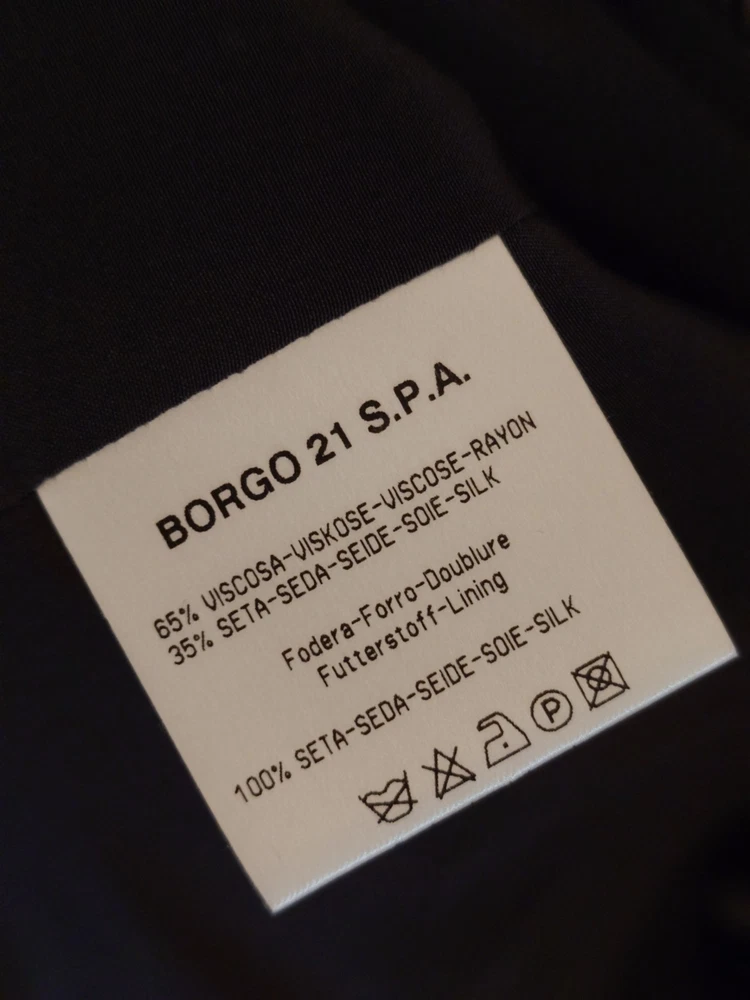 BORGO 21 S.P.A.
65% VISCOSA-VISKOSE-VISCOSE-RAYON
35% SETA-SEDA-SEIDE-SOIE-SILK
Fodera-Forro-Doublure
Futterstoff-Lining
100% SETA-SEDA-SEIDE-SOIE-SILK
P